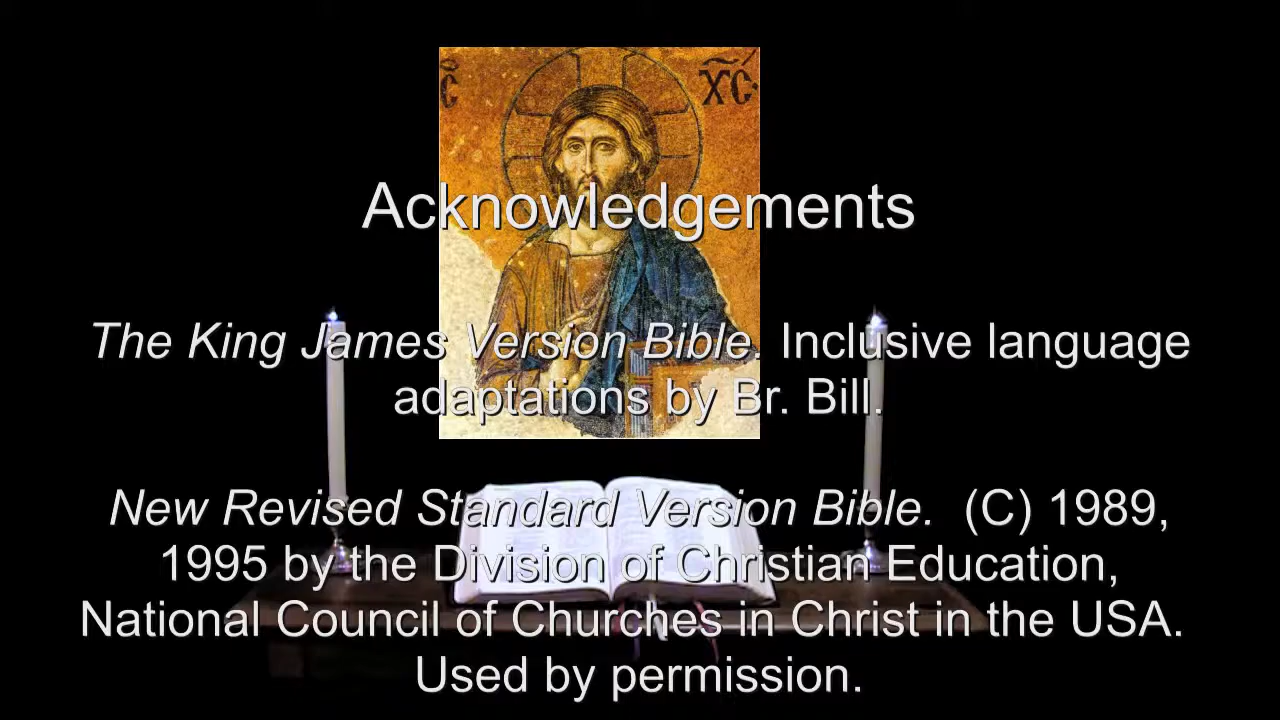 C XC
Acknowledgements
The King James Version Bible. Inclusive language
adaptations by Br. Bill.
New Revised Standard Version Bible.  (C) 1989,
1995 by the Division of Christian Education,
National Council of Churches in Christ in the USA.
Used by permission.